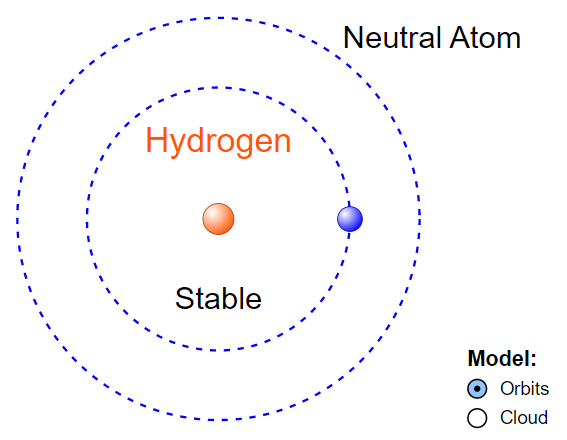 Neutral Atom
Hydrogen
Stable
Model:
Orbits
Cloud